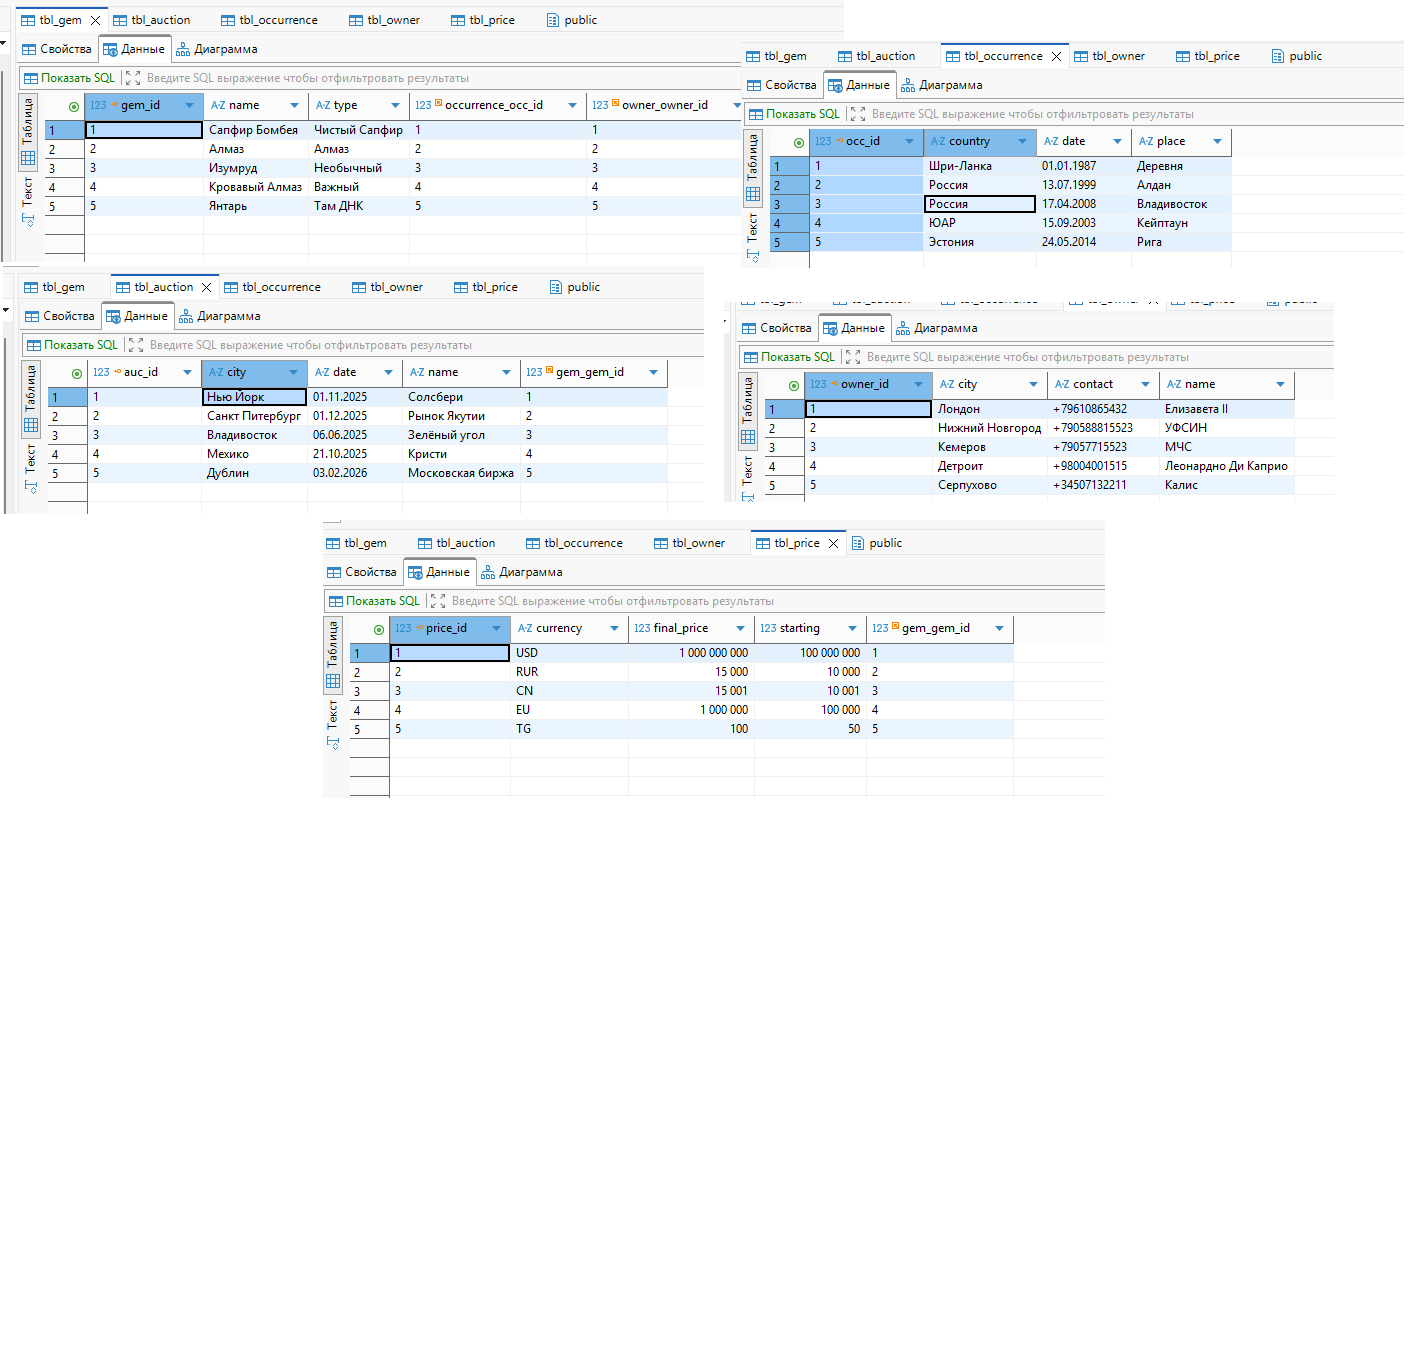 tbl_gem tbl_auction tbl_occurrence tbl_owner tbl_price public
Свойства Данные Диаграмма
Показать SQL Введите SQL выражение чтобы отфильтровать результаты
Таблица
Текст
123 gem_id A-Z name A-Z type 123 occurrence_occ_id 123 owner_owner_id
1 1 Сапфир Бомбея Чистый Сапфир 1 1
2 2 Алмаз Алмаз 2 2
3 3 Изумруд Необычный 3 3
4 4 Кровавый Алмаз Важный 4 4
5 5 Янтарь Там ДНК 5 5
tbl_gem tbl_auction tbl_occurrence tbl_owner tbl_price public
Свойства Данные Диаграмма
Показать SQL Введите SQL выражение чтобы отфильтровать результаты
Таблица
Текст
123 occ_id A-Z country A-Z date A-Z place
1 1 Шри-Ланка 01.01.1987 Деревня
2 2 Россия 13.07.1999 Алдан
3 3 Россия 17.04.2008 Владивосток
4 4 ЮАР 15.09.2003 Кейптаун
5 5 Эстония 24.05.2014 Рига
tbl_gem tbl_auction tbl_occurrence tbl_owner tbl_price public
Свойства Данные Диаграмма
Показать SQL Введите SQL выражение чтобы отфильтровать результаты
Таблица
Текст
123 auc_id A-Z city A-Z date A-Z name 123 gem_gem_id
1 1 Нью Йорк 01.11.2025 Солсбери 1
2 2 Санкт Питербург 01.12.2025 Рынок Якутии 2
3 3 Владивосток 06.06.2025 Зелёный угол 3
4 4 Мехико 21.10.2025 Кристи 4
5 5 Дублин 03.02.2026 Московская биржа 5
tbl_gem tbl_auction tbl_occurrence tbl_owner tbl_price public
Свойства Данные Диаграмма
Показать SQL Введите SQL выражение чтобы отфильтровать результаты
Таблица
Текст
123 owner_id A-Z city A-Z contact A-Z name
1 1 Лондон +79610865432 Елизавета II
2 2 Нижний Новгород +790588815523 УФСИН
3 3 Кемеров +79057715523 МЧС
4 4 Детроит +98004001515 Леонардно Ди Каприо
5 5 Серпухово +34507132211 Калис
tbl_gem tbl_auction tbl_occurrence tbl_owner tbl_price public
Свойства Данные Диаграмма
Показать SQL Введите SQL выражение чтобы отфильтровать результаты
Таблица
Текст
123 price_id A-Z currency 123 final_price 123 starting 123 gem_gem_id
1 1 USD 1 000 000 000 100 000 000 1
2 2 RUR 15 000 10 000 2
3 3 CN 15 001 10 001 3
4 4 EU 1 000 000 100 000 4
5 5 TG 100 50 5